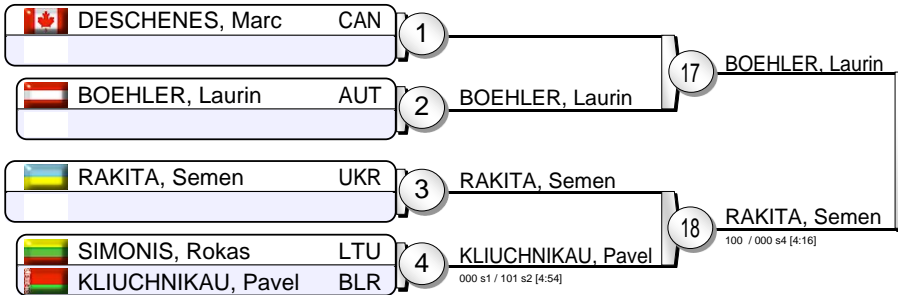 DESCHENES, Marc CAN
1
BOEHLER, Laurin AUT
2
BOEHLER, Laurin
17
BOEHLER, Laurin
RAKITA, Semen UKR
3
RAKITA, Semen
SIMONIS, Rokas LTU
KLIUCHNIKAU, Pavel BLR
4
KLIUCHNIKAU, Pavel
000 s1 / 101 s2 [4:54]
18
RAKITA, Semen
100 / 000 s4 [4:16]